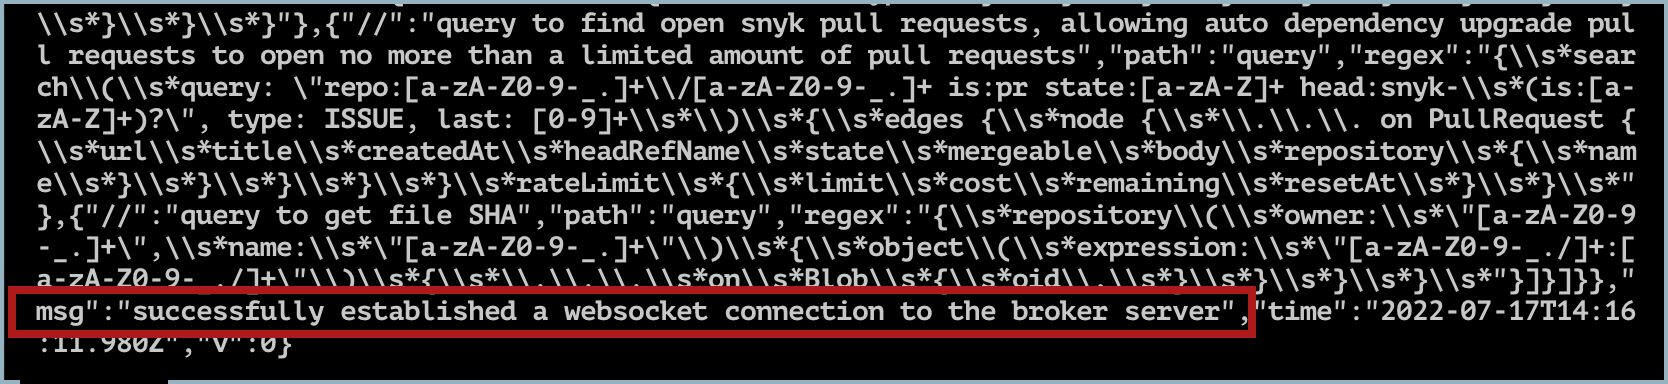 \\s*}\\s*}\\s*}"},{"//":"query to find open snyk pull requests, allowing auto dependency upgrade pul
l requests to open no more than a limited amount of pull requests","path":"query","regex":"{\\s*sear
ch\\(\\s*query: \"repo:[a-zA-Z0-9-_.]+\\/[a-zA-Z0-9-_.]+ is:pr state:[a-zA-Z]+ head:snyk-\\s*(is:[a-
zA-Z]+)?\", type: ISSUE, last: [0-9]+\\s*\\)\\s*{\\s*edges {\\s*node {\\s*\\.\\.\\. on PullRequest {
\\s*url\\s*title\\s*createdAt\\s*headRefName\\s*state\\s*mergeable\\s*body\\s*repository\\s*{\\s*nam
e\\s*}\\s*}\\s*}\\s*}\\s*}\\s*rateLimit\\s*{\\s*limit\\s*cost\\s*remaining\\s*resetAt\\s*}\\s*}\\s*"
},{"//":"query to get file SHA","path":"query","regex":"{\\s*repository\\(\\s*owner:\\s*\"[a-zA-Z0-9
-_.]+\",\\s*name:\\s*\"[a-zA-Z0-9-_.]+\"\\)\\s*{\\s*object\\(\\s*expression:\\s*\"[a-zA-Z0-9-_./]+:[
a-zA-Z0-9-_./]+\"\\)\\s*{\\s*\\.\\.\\.\\s*on\\s*Blob\\s*{\\s*oid\\.\\s*}\\s*}\\s*}\\s*}\\s*"}]}]}},"
msg":"successfully established a websocket connection to the broker server","time":"2022-07-17T14:16
:11.980Z","v":0}